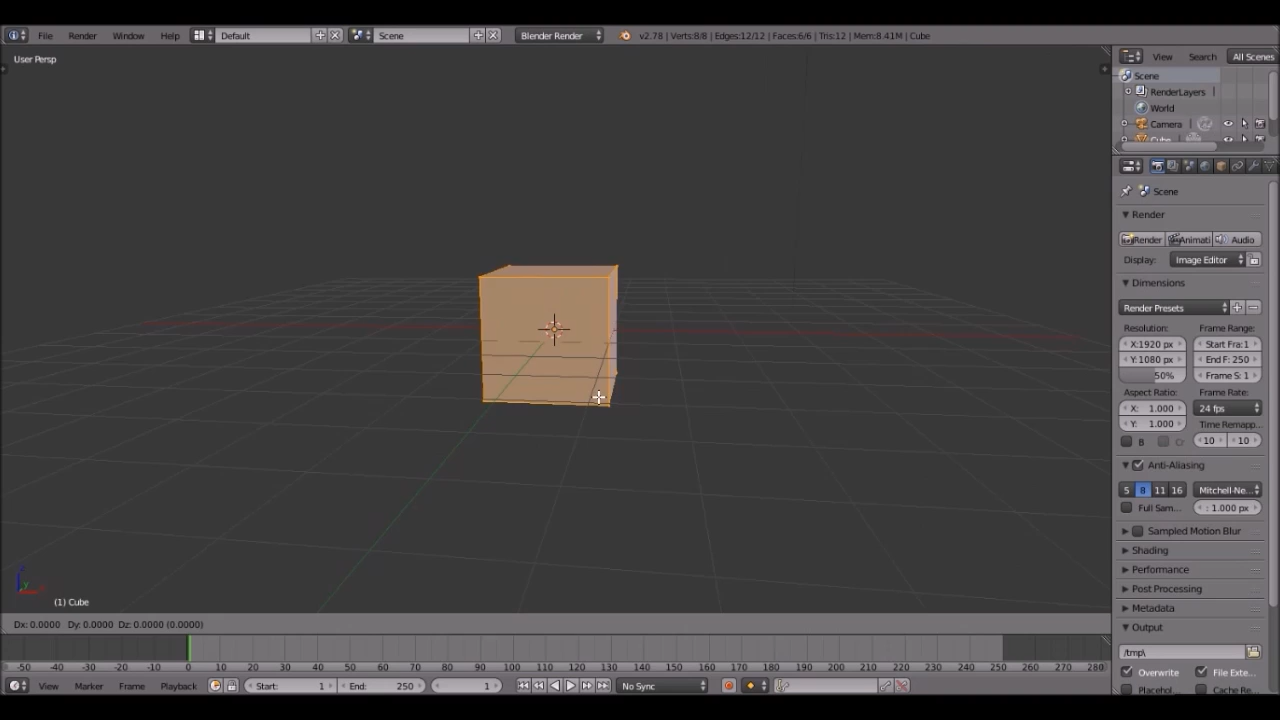 File Render Window Help Default Scene Blender Render v2.78 | Verts:8/8 | Edges:12/12 | Faces:6/6 | Tris:12 | Mem:8.41M | Cube
User Persp
View Search All Scenes
Scene
RenderLayers
World
Camera
Cube
Scene
Render
Render Animati Audio
Display: Image Editor
Dimensions
Render Presets
Resolution: Frame Range:
X:1920 px Start Fra:1
Y:1080 px End F: 250
50% Frame S: 1
Aspect Ratio: Frame Rate:
X: 1.000 24 fps
Y: 1.000 Time Remapp...
B Cr 10 10
Anti-Aliasing
5 8 11 16 Mitchell-Ne...
Full Sam... : 1.000 px
Sampled Motion Blur
Shading
Performance
Post Processing
Metadata
Output
/tmp\
Overwrite File Exte...
Placehol... Cache Re...
(1) Cube
Dx: 0.0000 Dy: 0.0000 Dz: 0.0000 (0.0000)
-50 -40 -30 -20 -10 0 10 20 30 40 50 60 70 80 90 100 110 120 130 140 150 160 170 180 190 200 210 220 230 240 250 260 270 280
View Marker Frame Playback Start: 1 End: 250 1 No Sync